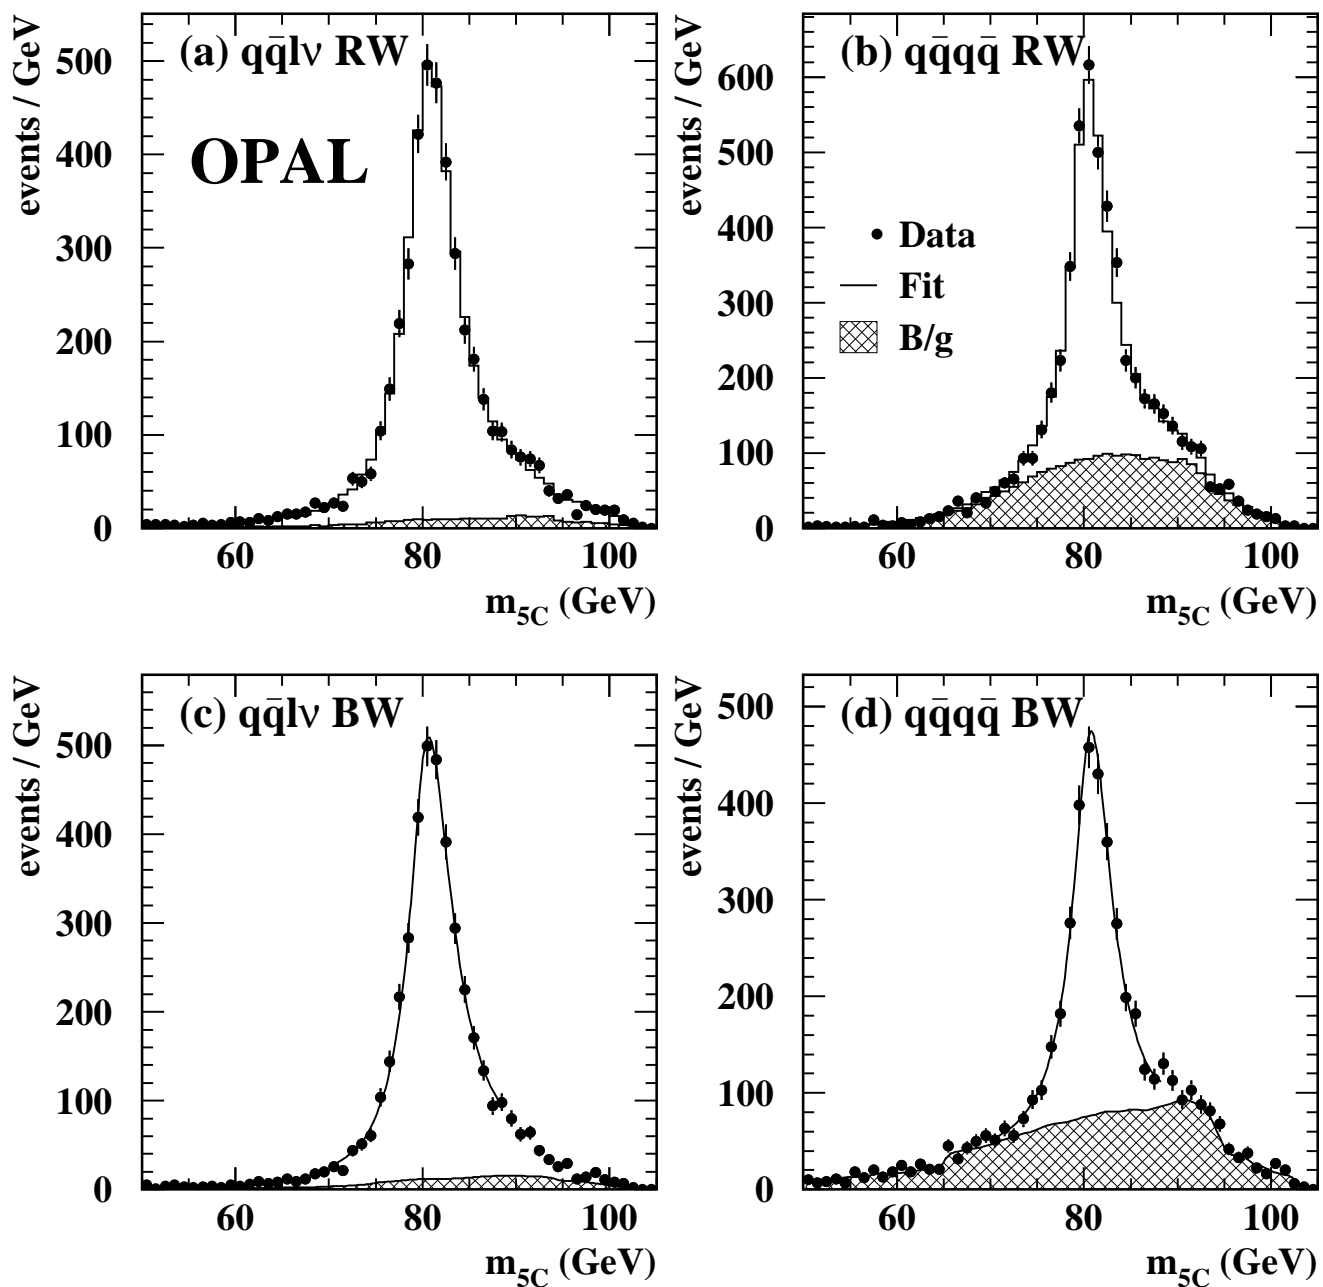 (a) qq̄lν RW
OPAL
events / GeV
500
400
300
200
100
0
60
80
100
m5C (GeV)
(b) qq̄qq̄ RW
Data
Fit
B/g
events / GeV
600
500
400
300
200
100
0
60
80
100
m5C (GeV)
(c) qq̄lν BW
events / GeV
500
400
300
200
100
0
60
80
100
m5C (GeV)
(d) qq̄qq̄ BW
events / GeV
500
400
300
200
100
0
60
80
100
m5C (GeV)